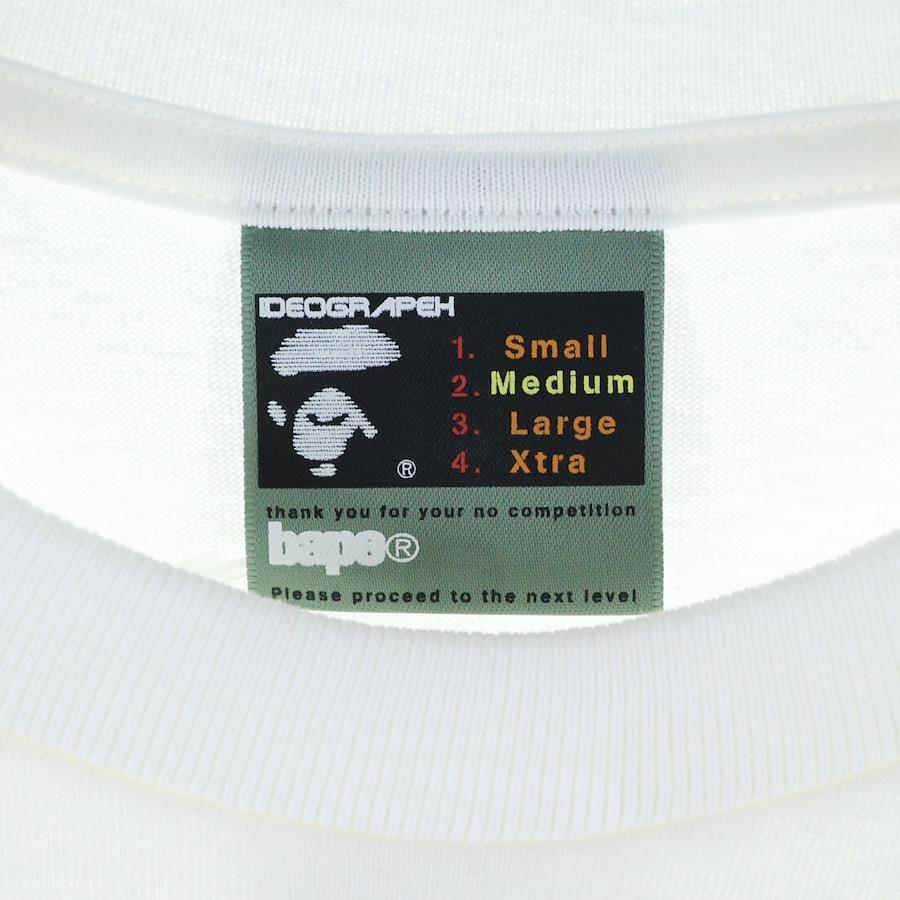 IDEOGRAPEH
1. Small
2. Medium
3. Large
4. Xtra
®
thank you for your no competition
bape®
Please proceed to the next level